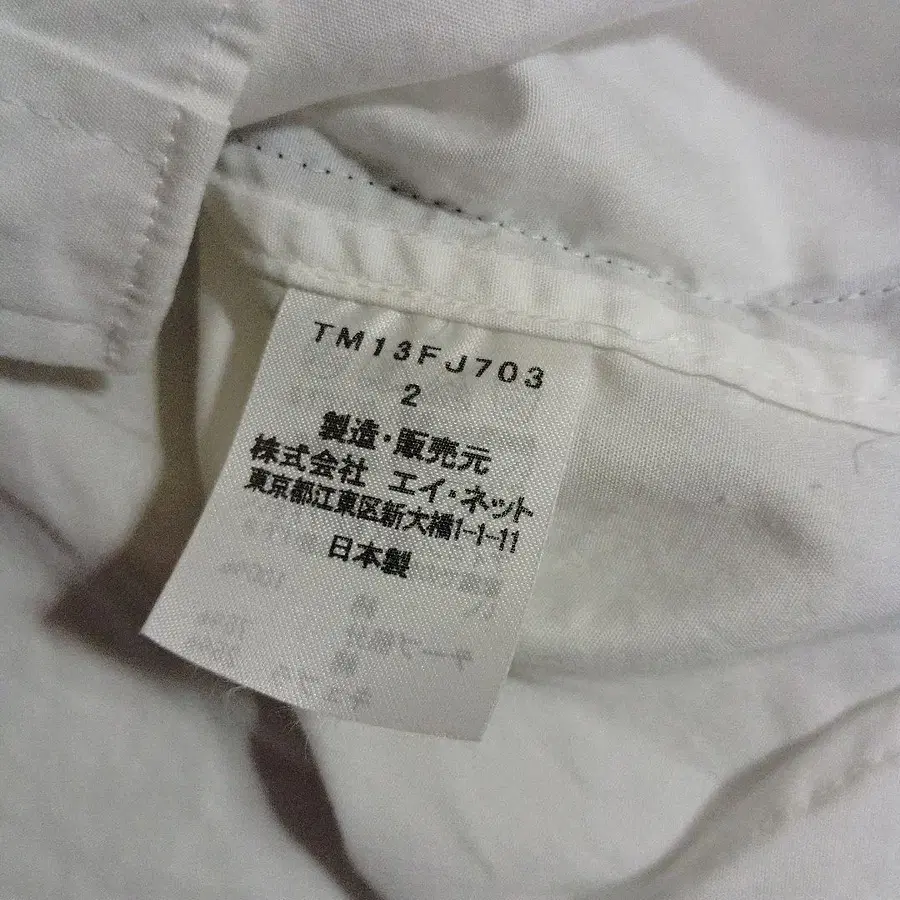 TM13FJ703
2
製造・販売元
株式会社 エイ・ネット
東京都江東区新大橋1-1-11
日本製